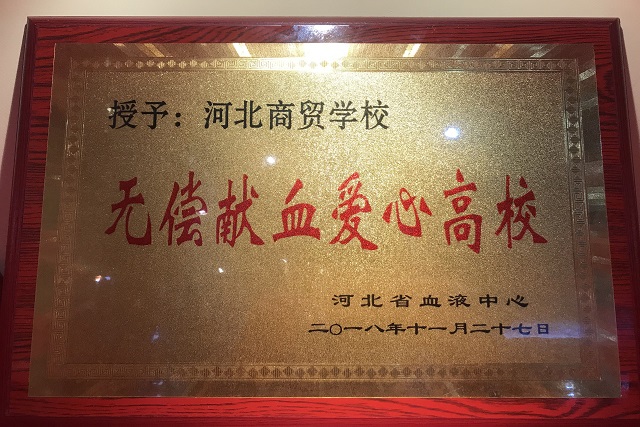 授予：河北商贸学校
无偿献血爱心高校
河北省血液中心
二〇一八年十一月二十七日